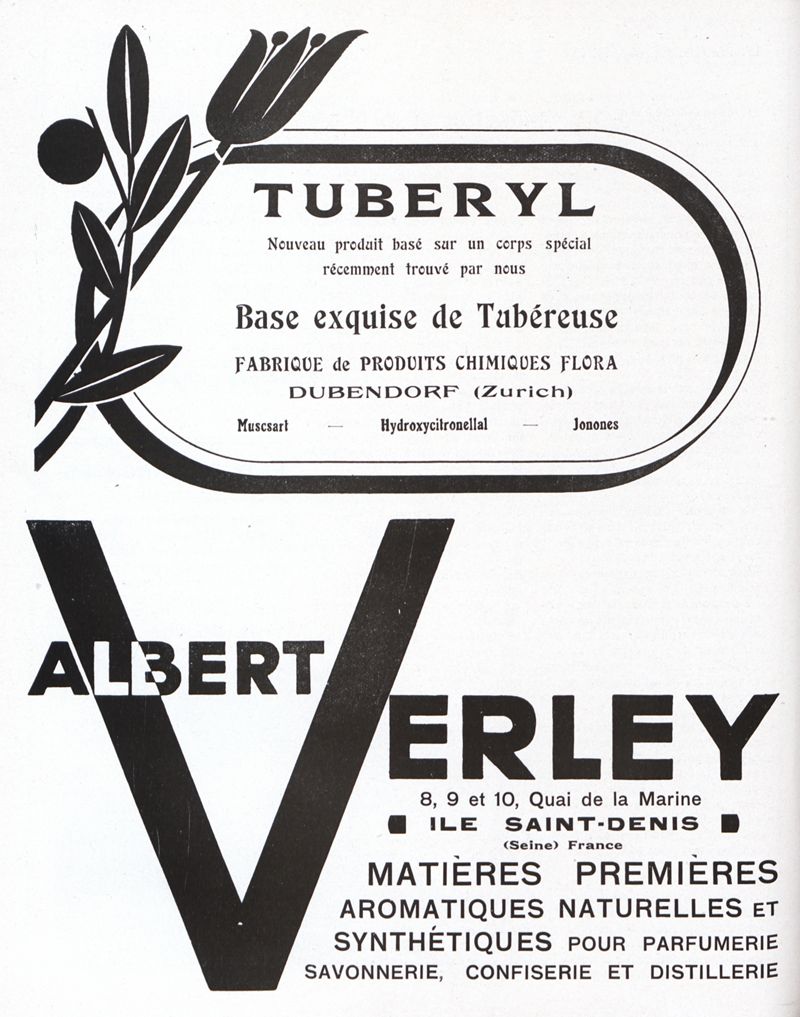 TUBERYL
Nouveau produit basé sur un corps spécial
récemment trouvé par nous
Base exquise de Tubéreuse
FABRIQUE de PRODUITS CHIMIQUES FLORA
DUBENDORF (Zurich)
Muscsart — Hydroxycitronellal — Jonones
ALBERT
VERLEY
8, 9 et 10, Quai de la Marine
ILE SAINT-DENIS
(Seine) France
MATIÈRES PREMIÈRES
AROMATIQUES NATURELLES ET
SYNTHÉTIQUES POUR PARFUMERIE
SAVONNERIE, CONFISERIE ET DISTILLERIE